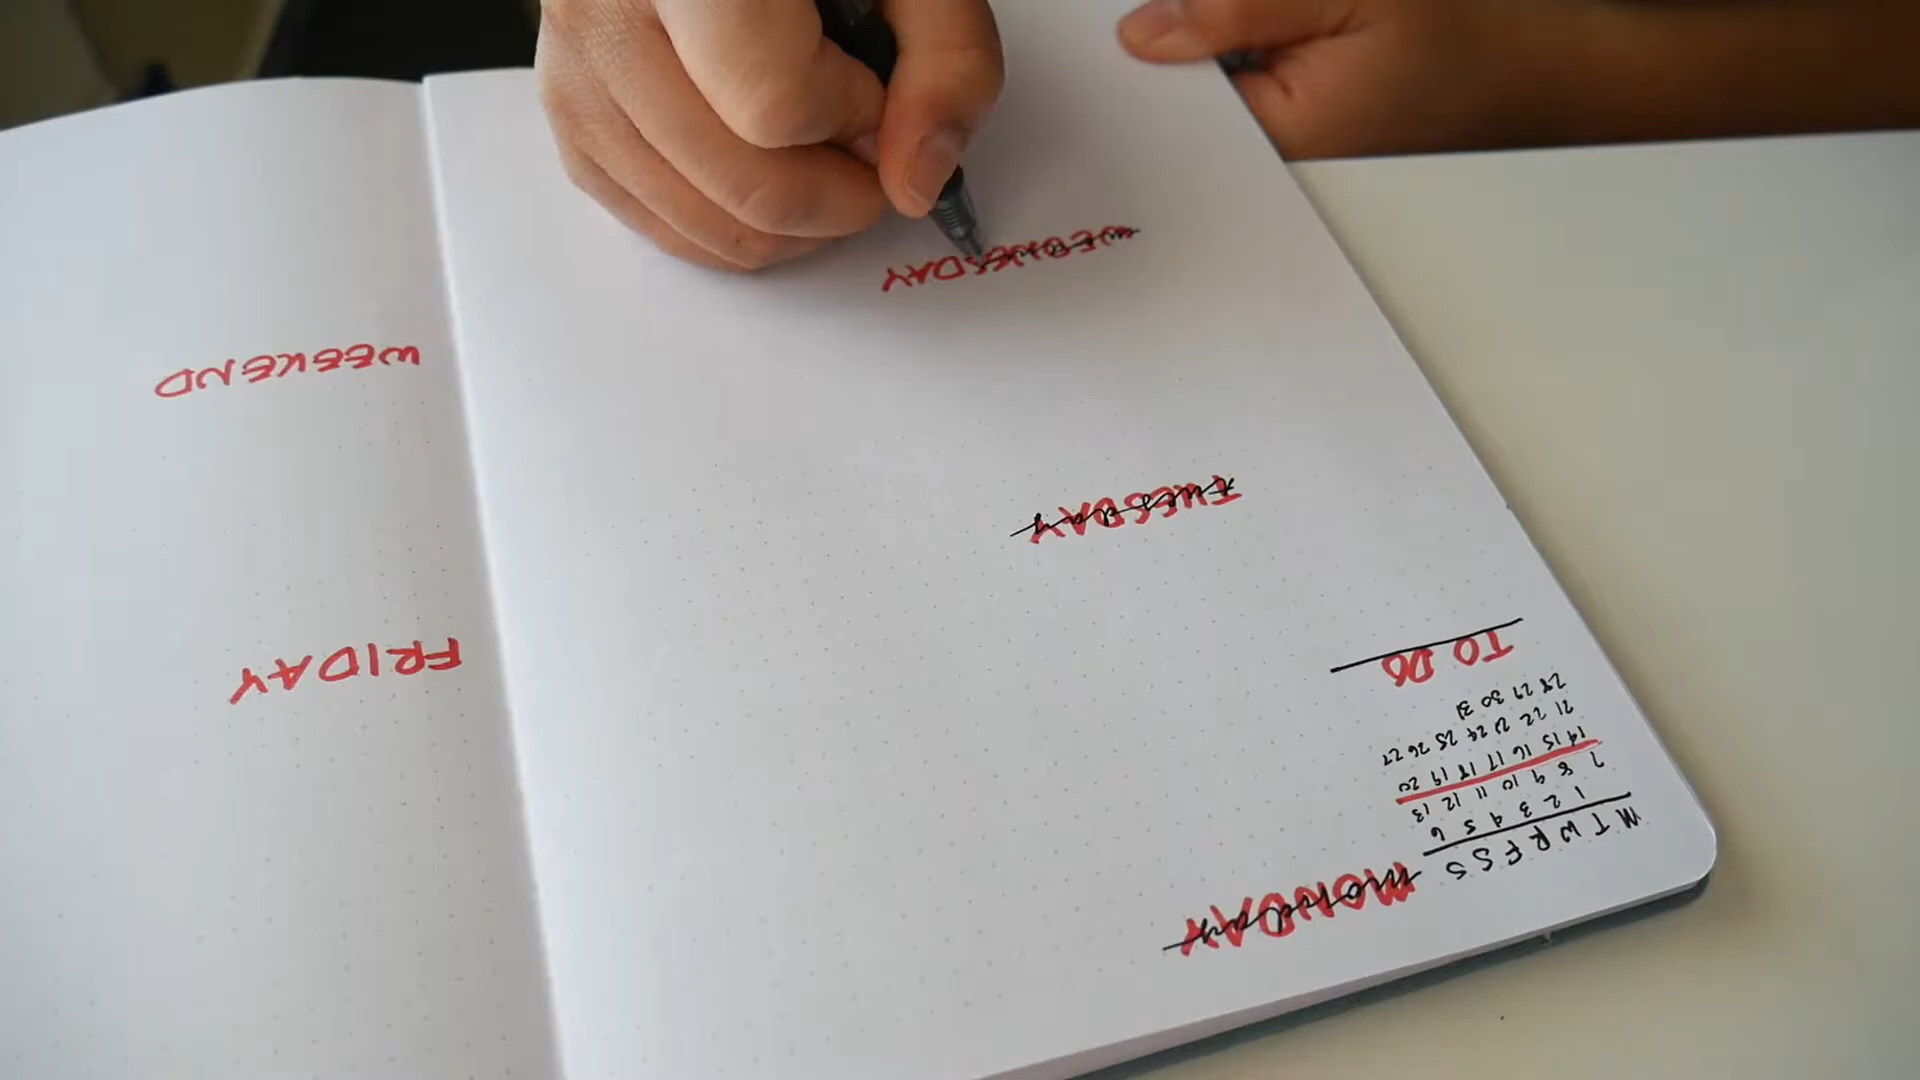 M T W R F S S
1 2 3 4 5 6
7 8 9 10 11 12 13
14 15 16 17 18 19 20
21 22 23 24 25 26 27
28 29 30 31
TO DO
MONDAY
monday
TUESDAY
tuesday
WEDNESDAY
FRIDAY
WEEKEND